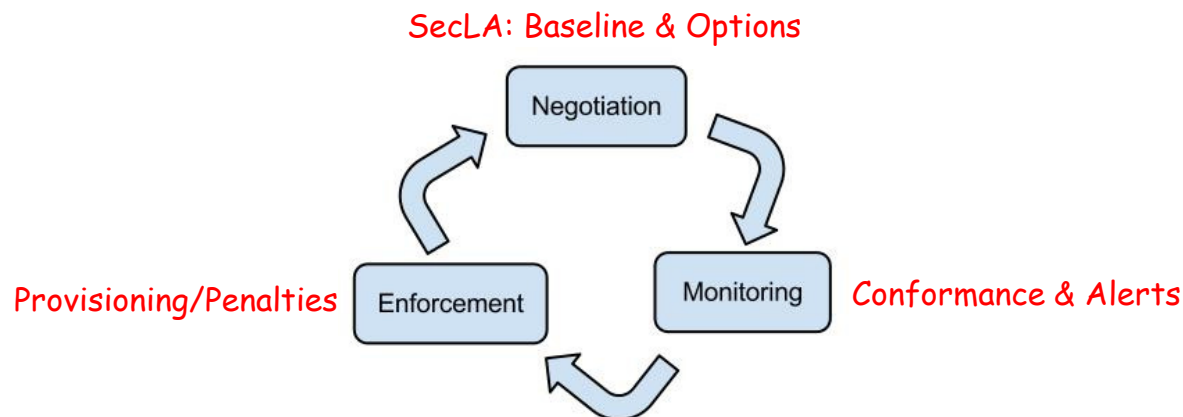 SecLA: Baseline & Options
Negotiation
Provisioning/Penalties
Enforcement
Monitoring
Conformance & Alerts